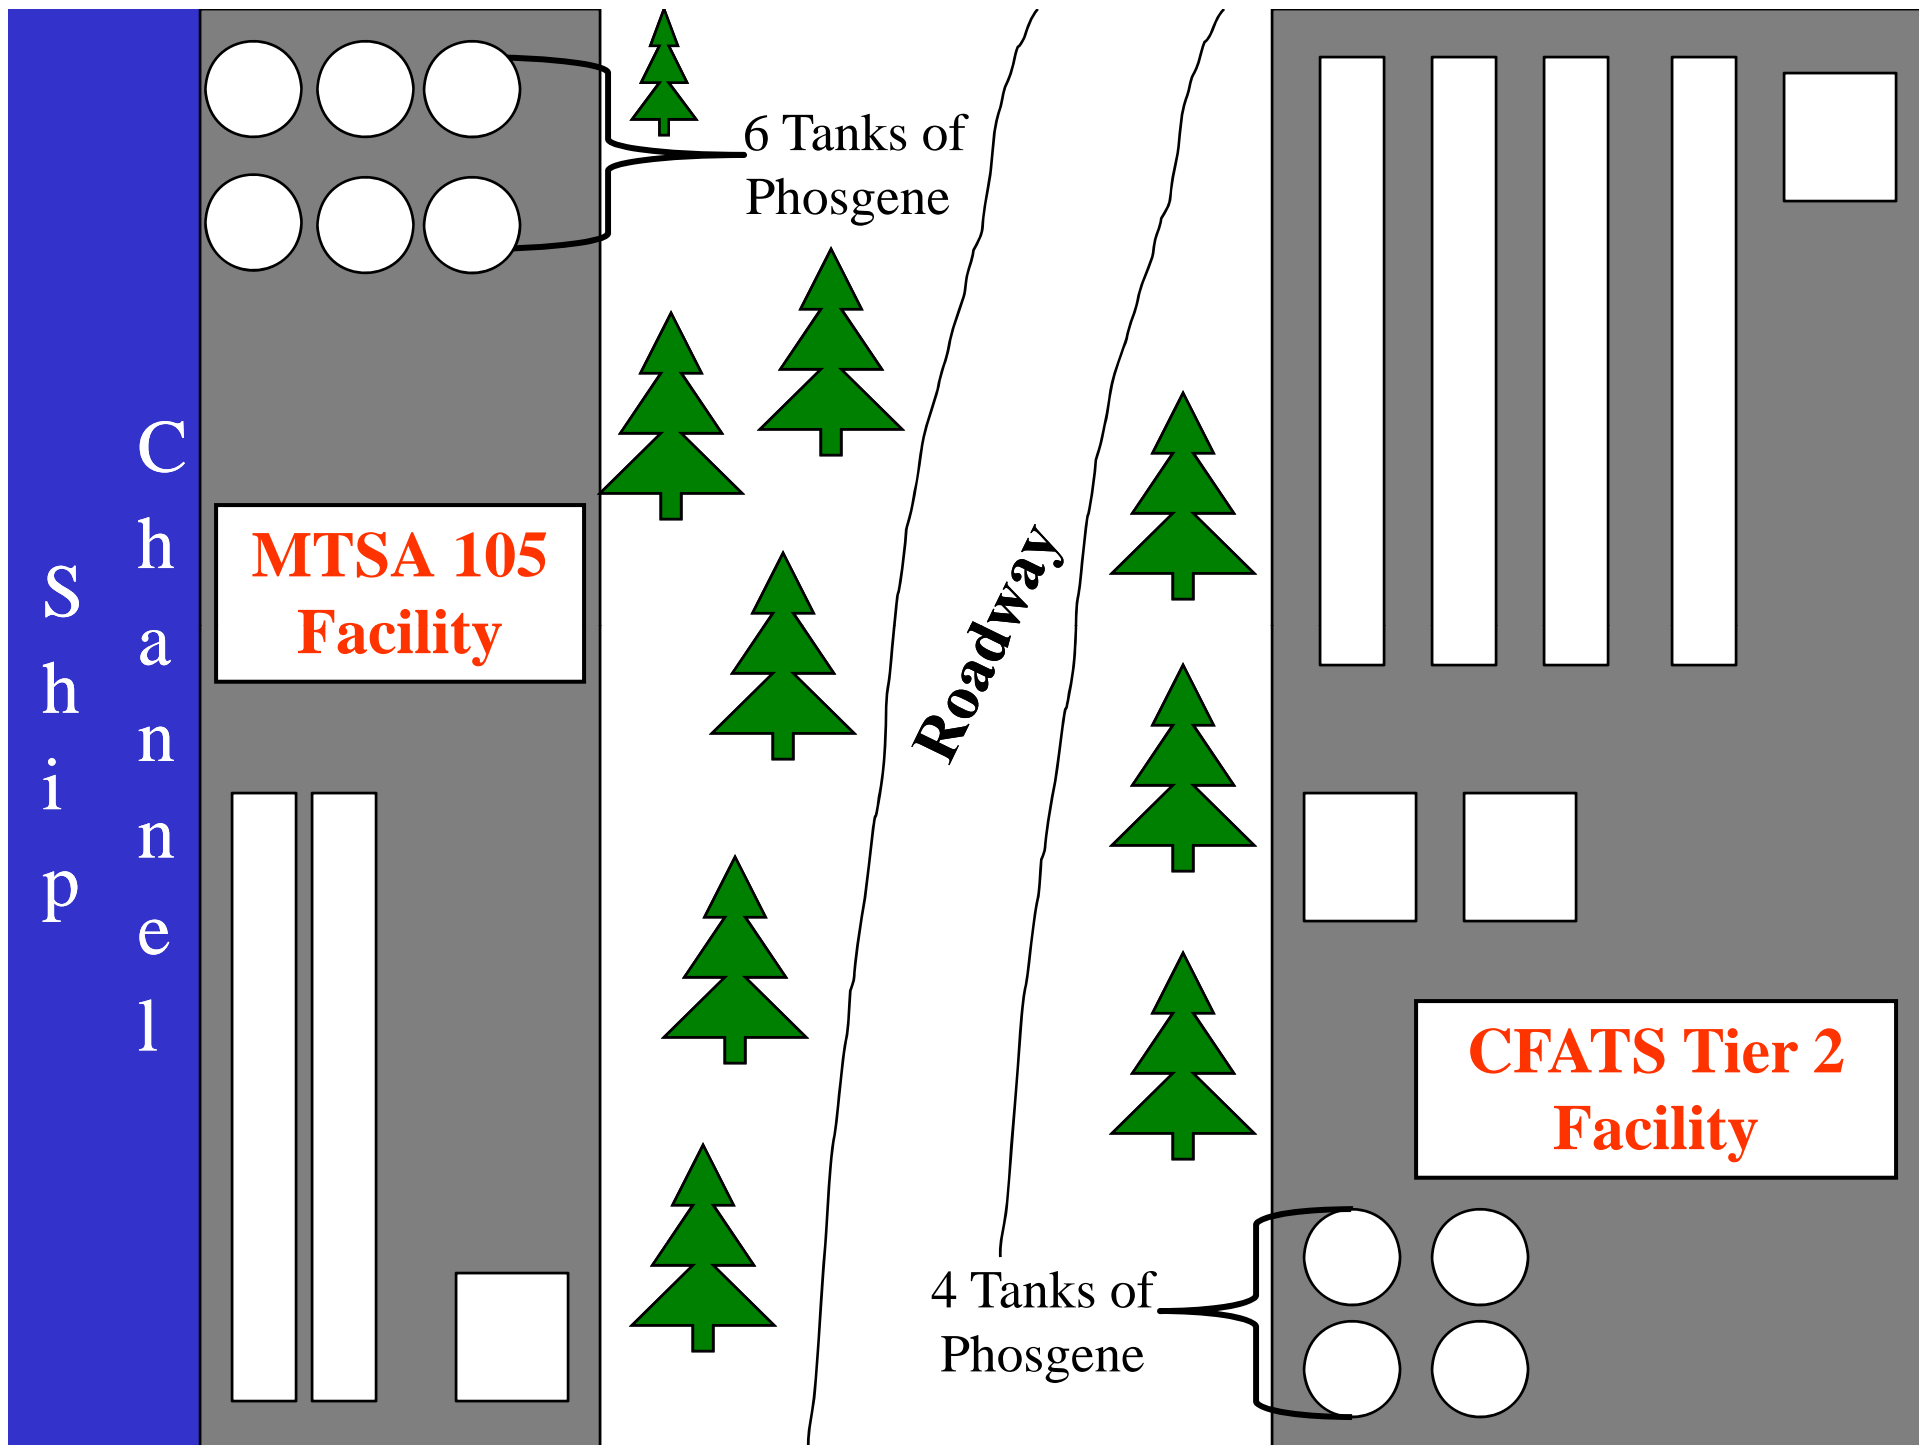 Ship
Channel
6 Tanks of
Phosgene
MTSA 105
Facility
Roadway
CFATS Tier 2
Facility
4 Tanks of
Phosgene